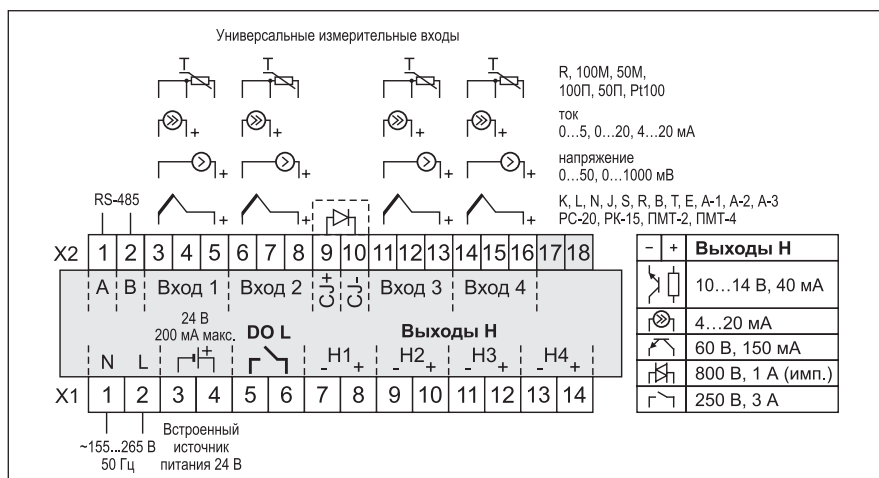 Универсальные измерительные входы
T T T T
R, 100М, 50М,
100П, 50П, Pt100
+ + + +
ток
0...5, 0...20, 4...20 мА
+ + + +
напряжение
0...50, 0...1000 мВ
RS-485
+ + + +
K, L, N, J, S, R, B, T, E, A-1, A-2, A-3
РС-20, РК-15, ПМТ-2, ПМТ-4
X2 1 2 3 4 5 6 7 8 9 10 11 12 13 14 15 16 17 18
A B Вход 1 Вход 2 CJ+ CJ- Вход 3 Вход 4
24 В
200 мА макс.
DO L
Выходы H
N L + - H1 + - H2 + - H3 + - H4 +
X1 1 2 3 4 5 6 7 8 9 10 11 12 13 14
~155...265 В
50 Гц
Встроенный
источник
питания 24 В
− + Выходы H
10...14 В, 40 мА
4...20 мА
60 В, 150 мА
800 В, 1 А (имп.)
250 В, 3 А